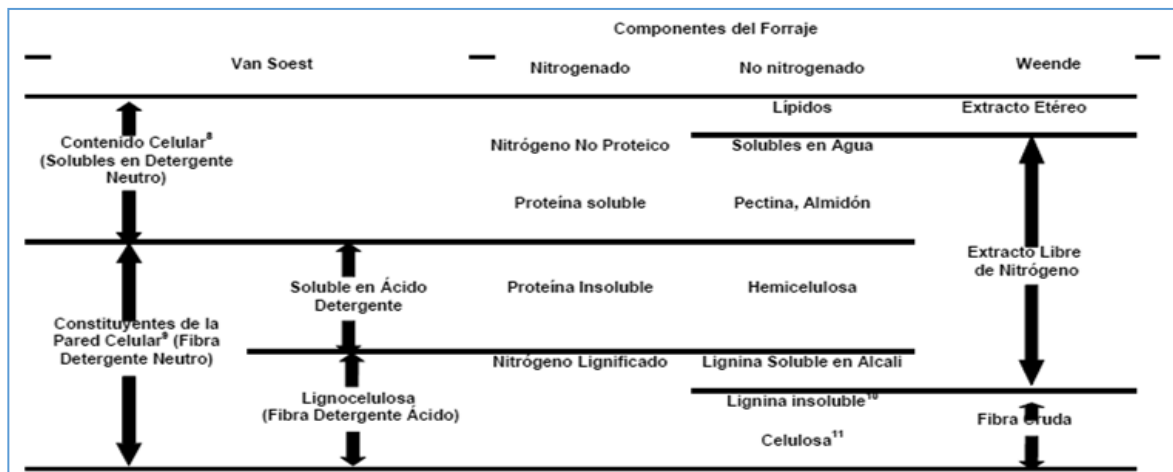 Componentes del Forraje
Van Soest
Nitrogenado
No nitrogenado
Weende
Lípidos
Extracto Etéreo
Contenido Celular⁸
(Solubles en Detergente
Neutro)
Nitrógeno No Proteico
Solubles en Agua
Proteína soluble
Pectina, Almidón
Extracto Libre
de Nitrógeno
Soluble en Ácido
Detergente
Proteína Insoluble
Hemicelulosa
Constituyentes de la
Pared Celular⁹ (Fibra
Detergente Neutro)
Nitrógeno Lignificado
Lignina Soluble en Alcali
Lignocelulosa
(Fibra Detergente Ácido)
Lignina insoluble¹⁰
Fibra Cruda
Celulosa¹¹